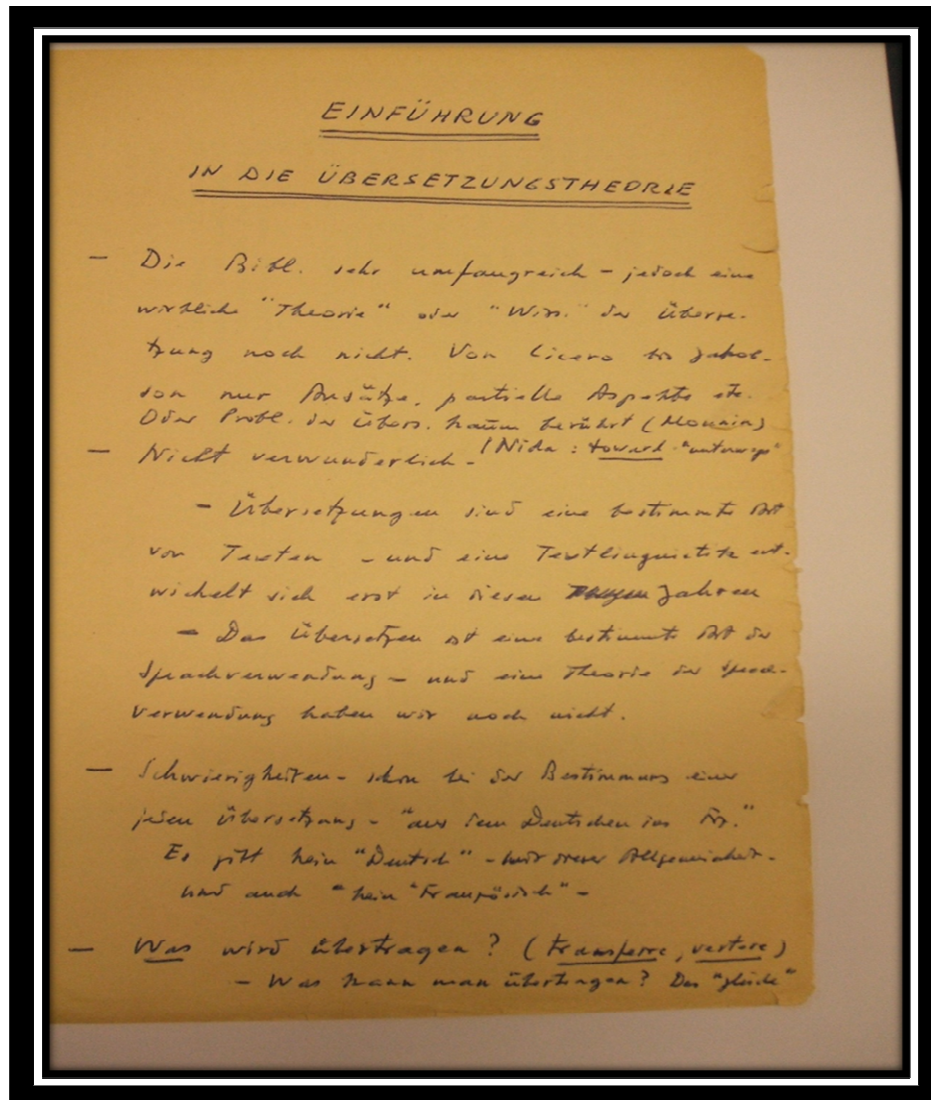 EINFÜHRUNG
IN DIE ÜBERSETZUNGSTHEORIE
— Die Bibl. sehr umfangreich – jedoch eine
wirkliche "Theorie" oder "Wiss." der Überse-
tzung noch nicht. Von Cicero bis Jakob-
son nur Ansätze, partielle Aspekte etc.
Oder Probl. der Übers. kaum berührt (Mounin)
— Nicht verwunderlich – (Nida: toward – "unterwegs"
– Übersetzungen sind eine bestimmte Art
von Texten – und eine Textlinguistik ent-
wickelt sich erst in diesen Jahren
– Das Übersetzen ist eine bestimmte Art der
Sprachverwendung – und eine Theorie der Sprach-
verwendung haben wir noch nicht.
— Schwierigkeiten – schon bei der Bestimmung einer
jeden Übersetzung – "aus dem Deutschen ins Frz."
Es gibt kein "Deutsch" – in dieser Allgemeinheit –
und auch kein "Französisch" –
— Was wird übertragen? (transferre, vertere)
– Was kann man übertragen? Das "gleiche"